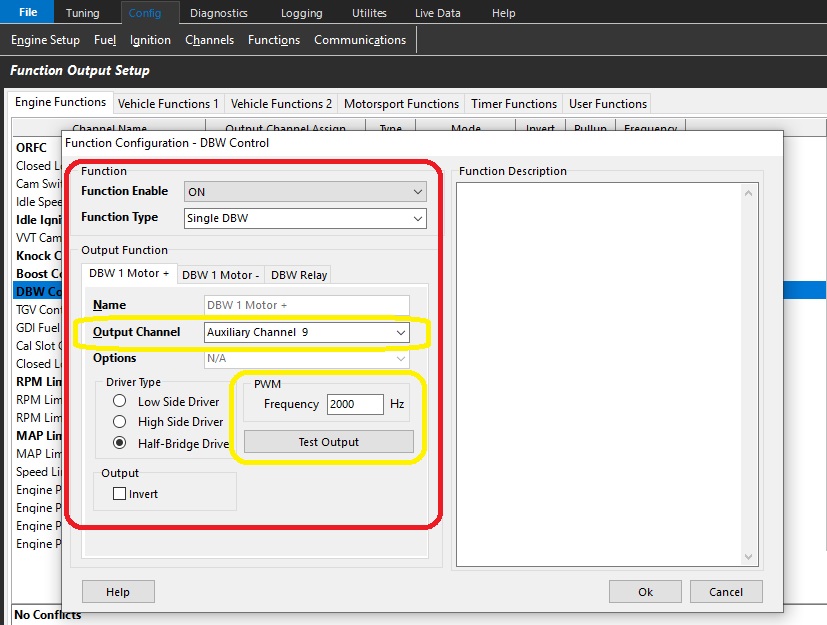 File Tuning Config Diagnostics Logging Utilites Live Data Help
Engine Setup Fuel Ignition Channels Functions Communications
Function Output Setup
Engine Functions Vehicle Functions 1 Vehicle Functions 2 Motorsport Functions Timer Functions User Functions
Channel Name Output Channel Assign Type Mode Invert Pullup Frequency
Function Configuration - DBW Control
ORFC
Closed L
Cam Swi
Idle Spee
Idle Igni
VVT Cam
Knock C
Boost Co
DBW Co
TGV Con
GDI Fuel
Cal Slot C
Closed L
RPM Lim
RPM Lim
RPM Lim
MAP Lim
MAP Lim
Speed Li
Engine P
Engine P
Engine P
Engine P
No Conflicts
Function
Function Enable ON
Function Type Single DBW
Output Function
DBW 1 Motor + DBW 1 Motor - DBW Relay
Name DBW 1 Motor +
Output Channel Auxiliary Channel 9
Options N/A
Driver Type
Low Side Driver
High Side Driver
Half-Bridge Drive
PWM
Frequency 2000 Hz
Test Output
Output
Invert
Function Description
Help Ok Cancel